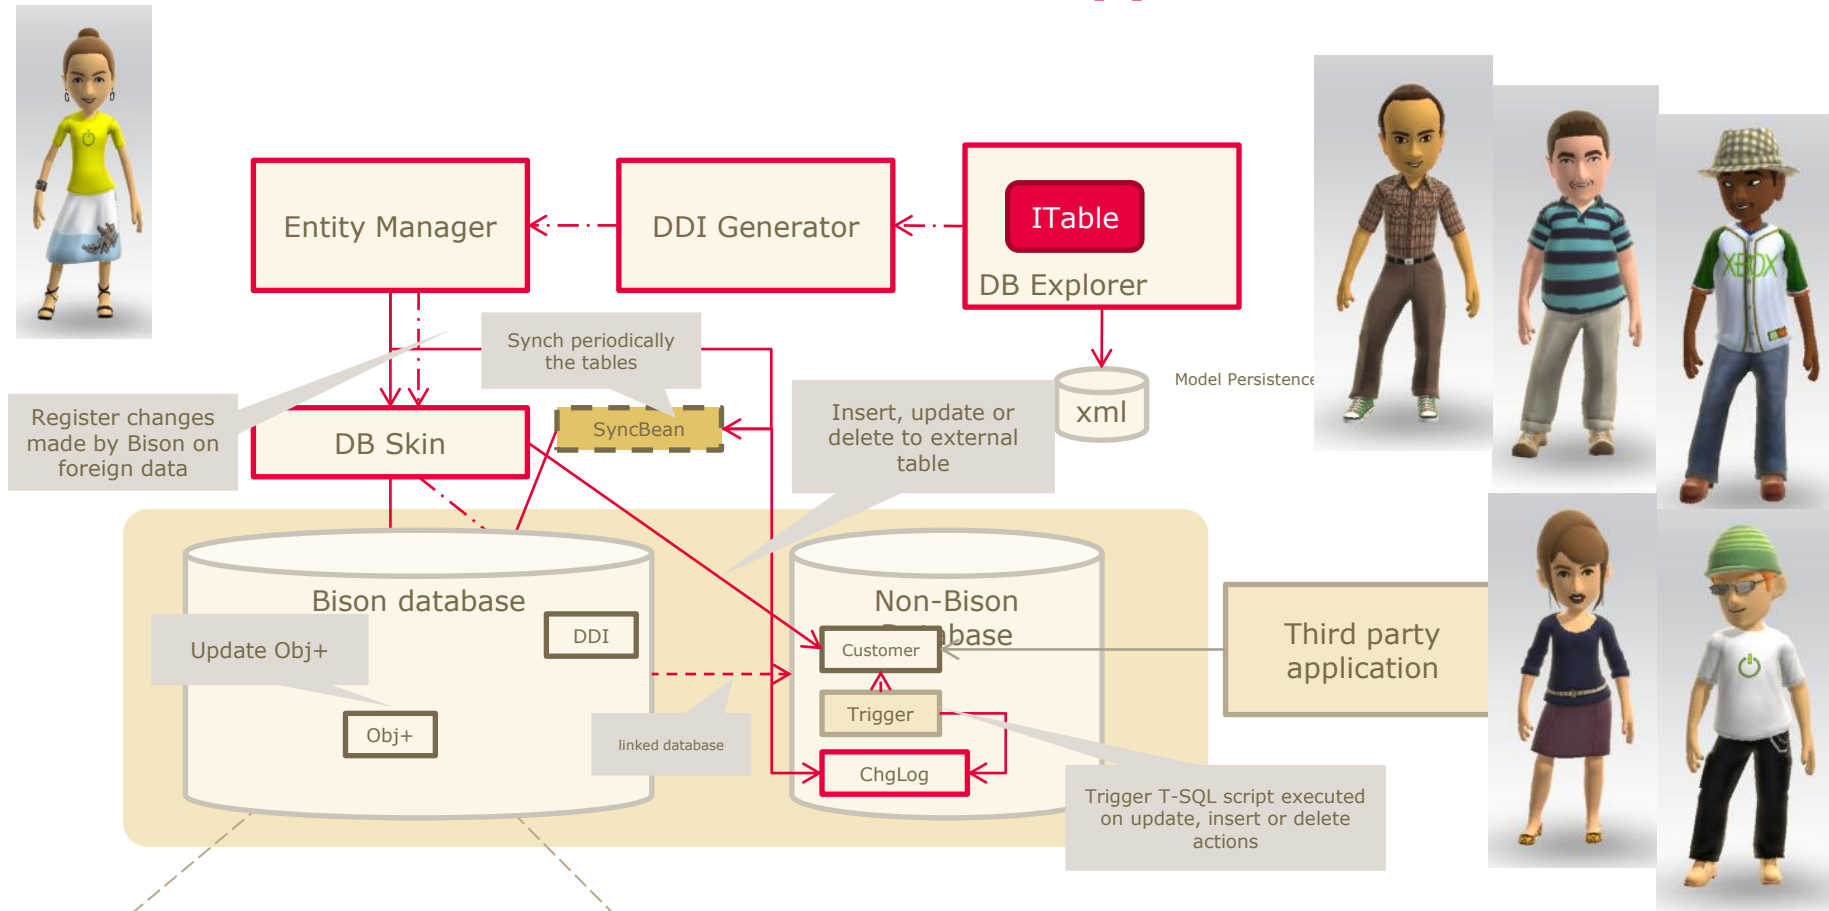 Entity Manager
DDI Generator
ITable
DB Explorer
Synch periodically
the tables
Model Persistence
xml
Register changes
made by Bison on
foreign data
DB Skin
SyncBean
Insert, update or
delete to external
table
Bison database
Non-Bison
DDI
Customer
Update Obj+
Third party
application
Trigger
Obj+
linked database
ChgLog
Trigger T-SQL script executed
on update, insert or delete
actions
XBOX